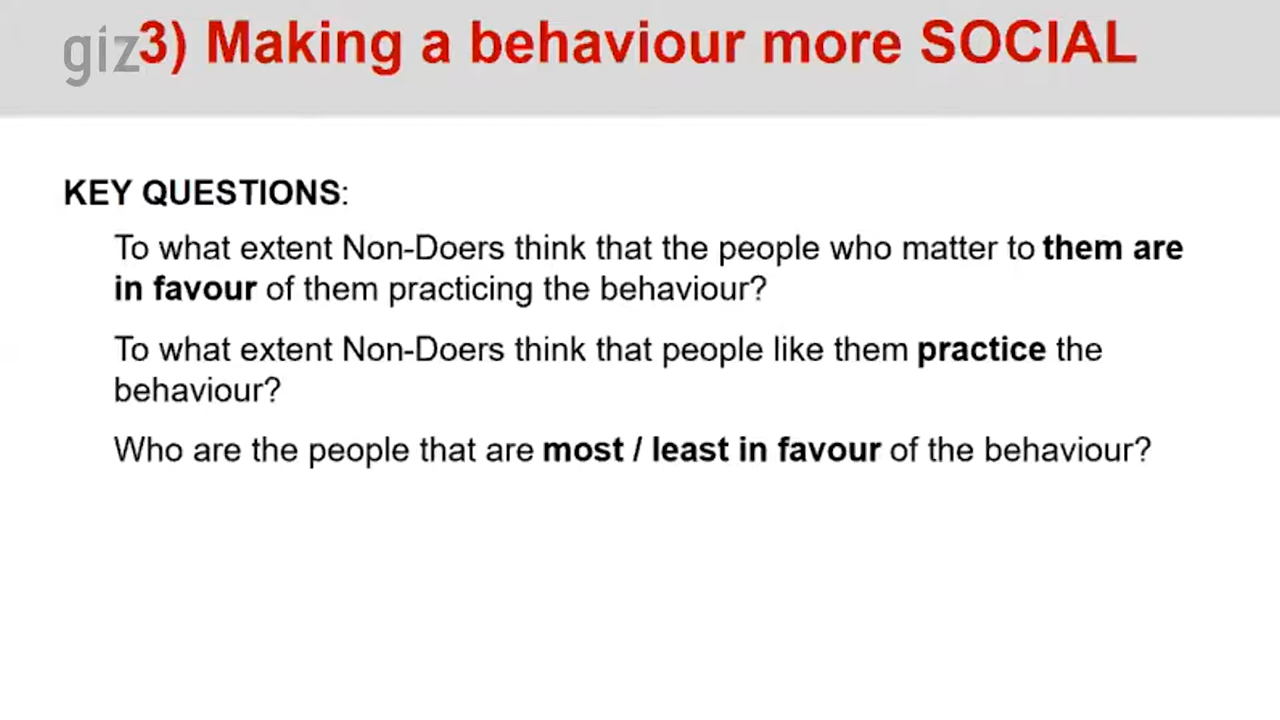 giz
3) Making a behaviour more SOCIAL
KEY QUESTIONS:
To what extent Non-Doers think that the people who matter to them are
in favour of them practicing the behaviour?
To what extent Non-Doers think that people like them practice the
behaviour?
Who are the people that are most / least in favour of the behaviour?